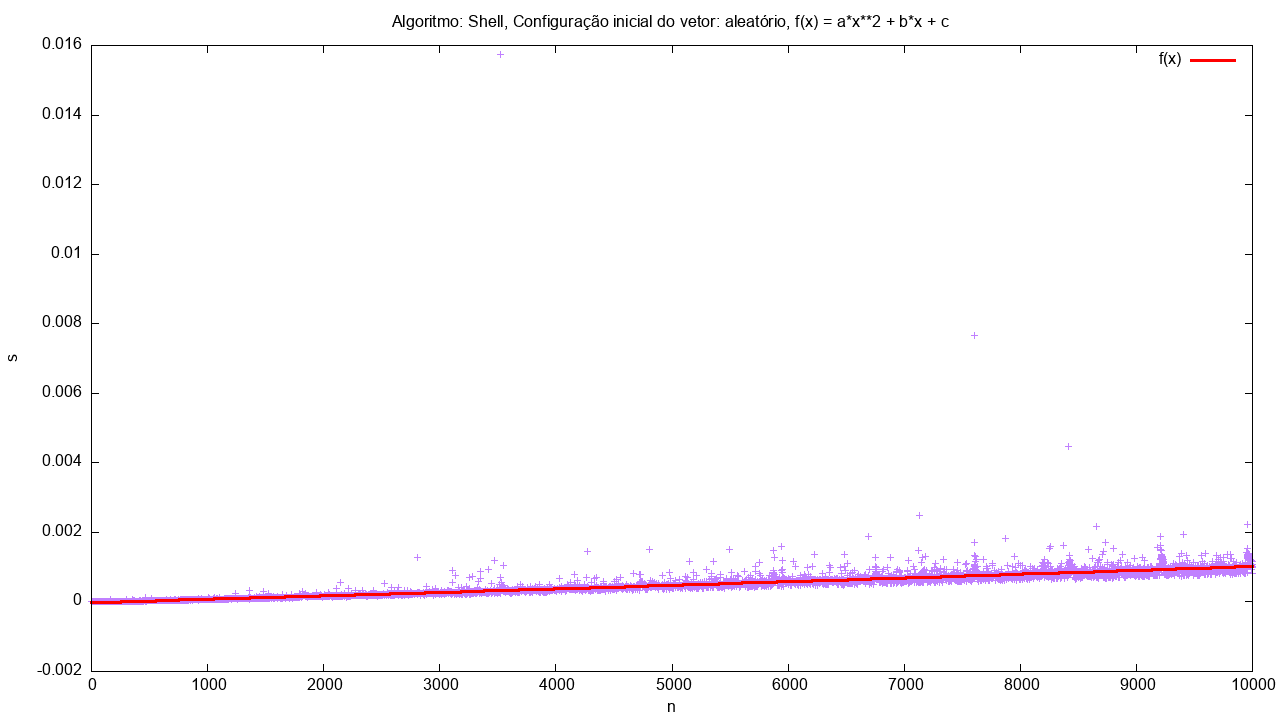 Algoritmo: Shell, Configuração inicial do vetor: aleatório, f(x) = a*x**2 + b*x + c
f(x)
0.016
0.014
0.012
0.01
0.008
0.006
0.004
0.002
0
-0.002
s
0 1000 2000 3000 4000 5000 6000 7000 8000 9000 10000
n